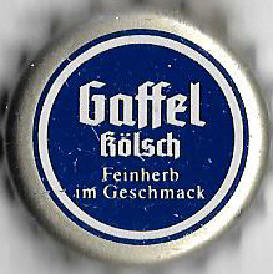 Gaffel
Kölsch
Feinherb
im Geschmack